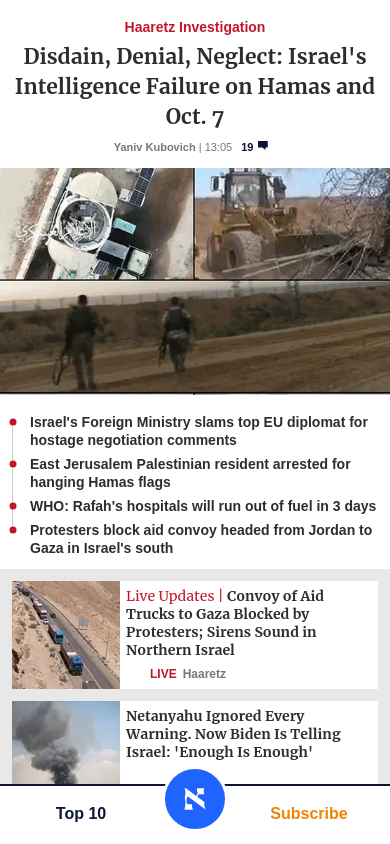 Haaretz Investigation
Disdain, Denial, Neglect: Israel's
Intelligence Failure on Hamas and
Oct. 7
Yaniv Kubovich | 13:05 19
الإعلام العسكري
Israel's Foreign Ministry slams top EU diplomat for
hostage negotiation comments
East Jerusalem Palestinian resident arrested for
hanging Hamas flags
WHO: Rafah's hospitals will run out of fuel in 3 days
Protesters block aid convoy headed from Jordan to
Gaza in Israel's south
Live Updates | Convoy of Aid
Trucks to Gaza Blocked by
Protesters; Sirens Sound in
Northern Israel
LIVE Haaretz
Netanyahu Ignored Every
Warning. Now Biden Is Telling
Israel: 'Enough Is Enough'
Top 10
א
Subscribe